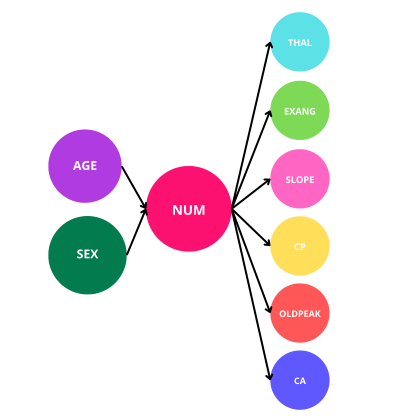 AGE
SEX
NUM
THAL
EXANG
SLOPE
CP
OLDPEAK
CA